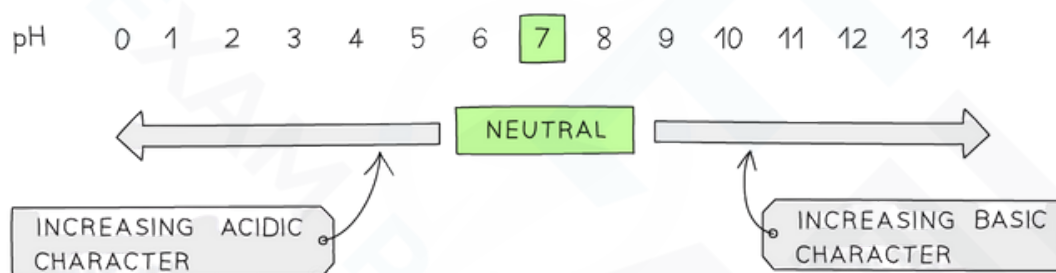 pH 0 1 2 3 4 5 6 7 8 9 10 11 12 13 14
NEUTRAL
INCREASING ACIDIC
CHARACTER
INCREASING BASIC
CHARACTER